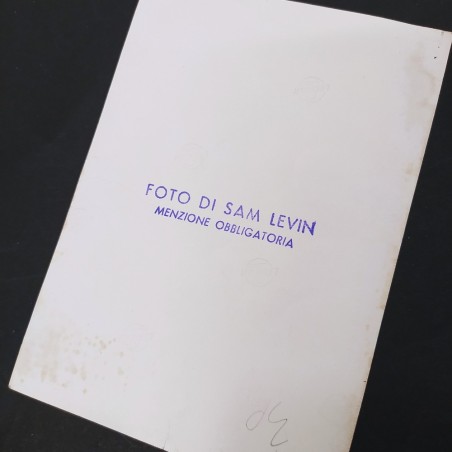 FOTO DI SAM LEVIN
MENZIONE OBBLIGATORIA